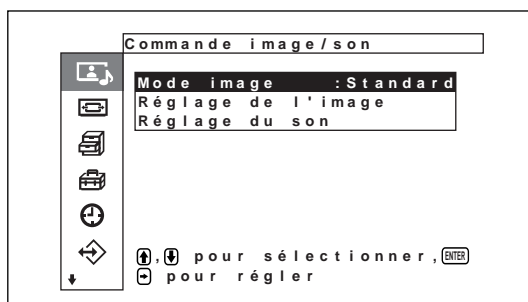 Commande image/son
Mode image :Standard
Réglage de l'image
Réglage du son
↑,↓ pour sélectionner, ENTER
→ pour régler